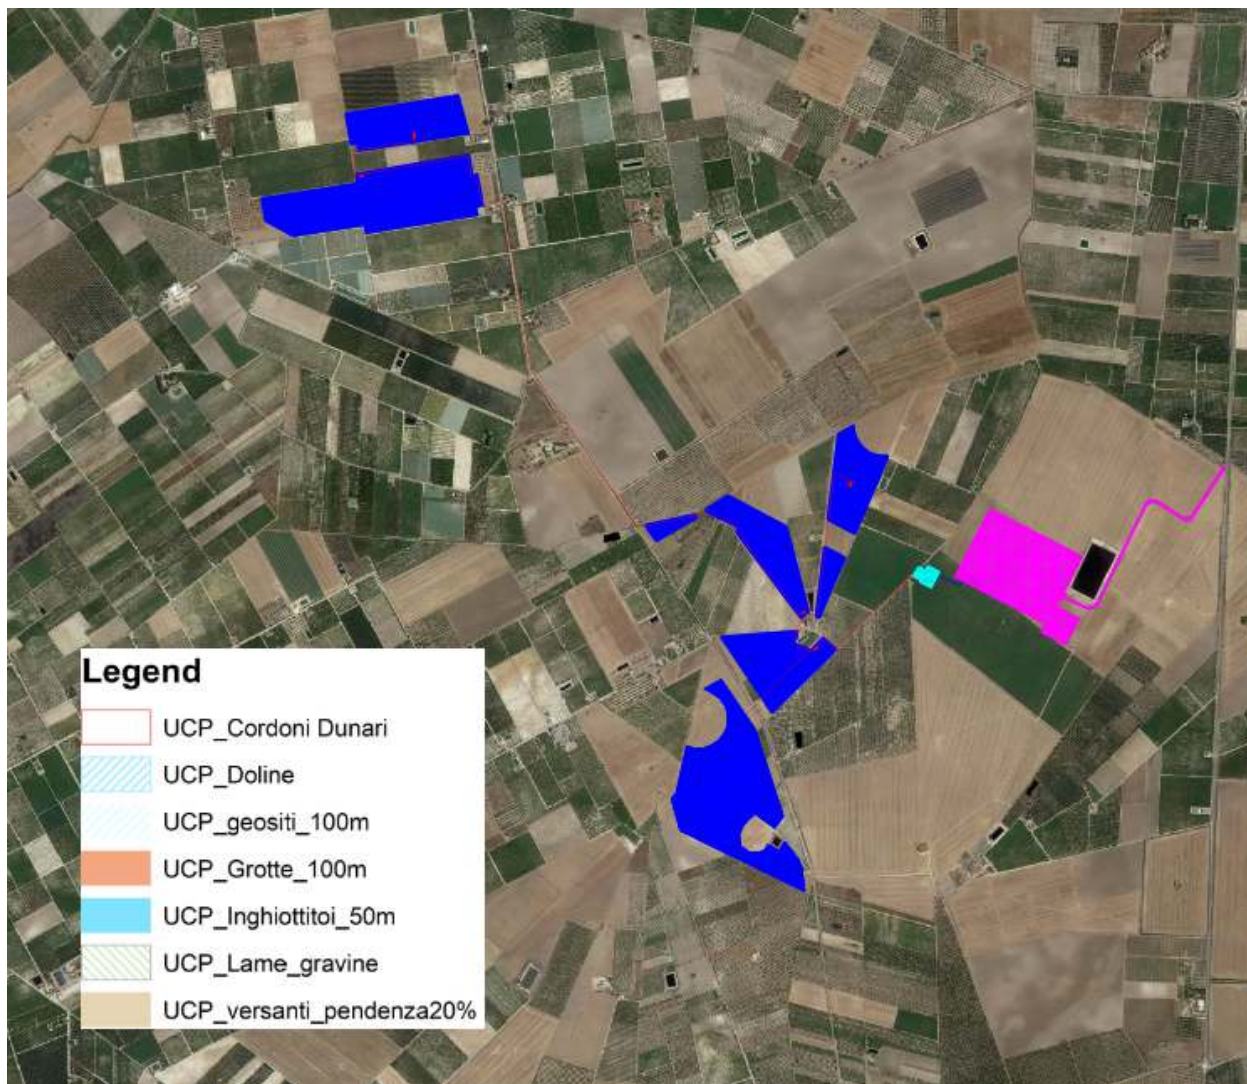 Legend
UCP_Cordoni Dunari
UCP_Doline
UCP_geositi_100m
UCP_Grotte_100m
UCP_Inghiottitoi_50m
UCP_Lame_gravine
UCP_versanti_pendenza20%